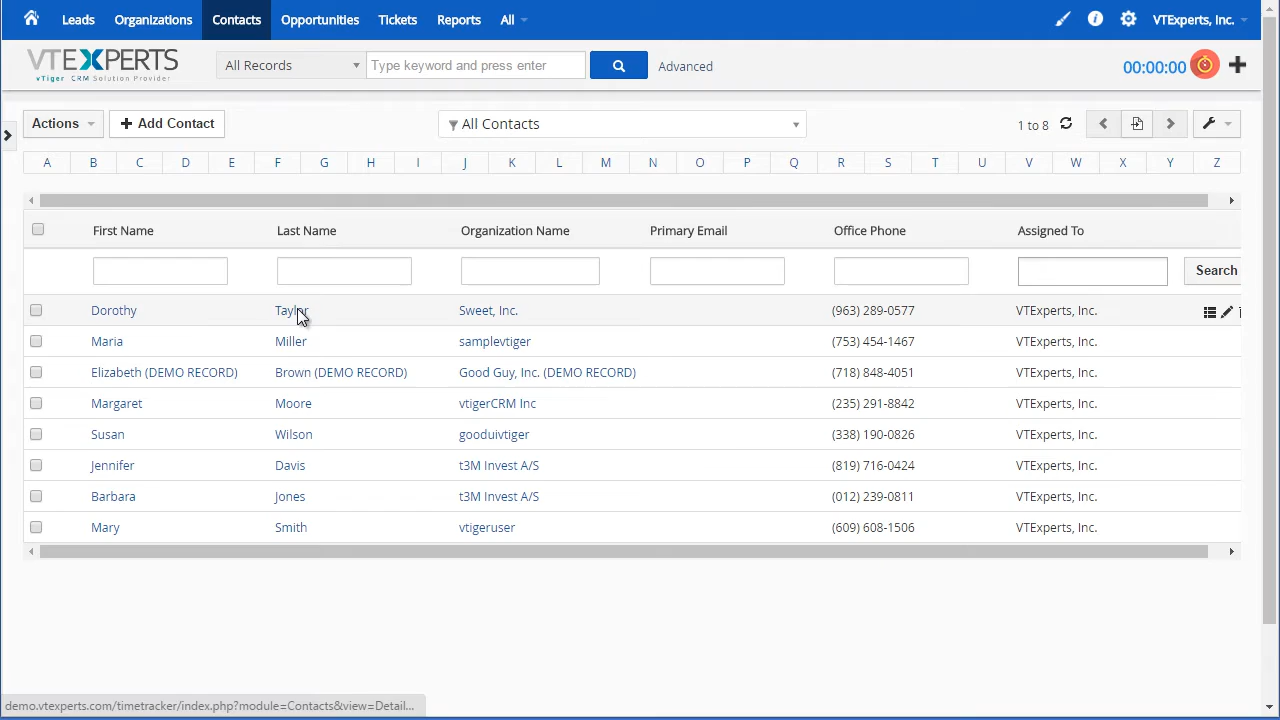 Leads Organizations Contacts Opportunities Tickets Reports All VTExperts, Inc.
VTEXPERTS
vTiger CRM Solution Provider
All Records Type keyword and press enter Advanced 00:00:00
Actions Add Contact All Contacts 1 to 8
A B C D E F G H I J K L M N O P Q R S T U V W X Y Z
First Name Last Name Organization Name Primary Email Office Phone Assigned To
Search
Dorothy Taylor Sweet, Inc. (963) 289-0577 VTExperts, Inc.
Maria Miller samplevtiger (753) 454-1467 VTExperts, Inc.
Elizabeth (DEMO RECORD) Brown (DEMO RECORD) Good Guy, Inc. (DEMO RECORD) (718) 848-4051 VTExperts, Inc.
Margaret Moore vtigerCRM Inc (235) 291-8842 VTExperts, Inc.
Susan Wilson gooduivtiger (338) 190-0826 VTExperts, Inc.
Jennifer Davis t3M Invest A/S (819) 716-0424 VTExperts, Inc.
Barbara Jones t3M Invest A/S (012) 239-0811 VTExperts, Inc.
Mary Smith vtigeruser (609) 608-1506 VTExperts, Inc.
demo.vtexperts.com/timetracker/index.php?module=Contacts&view=Detail...